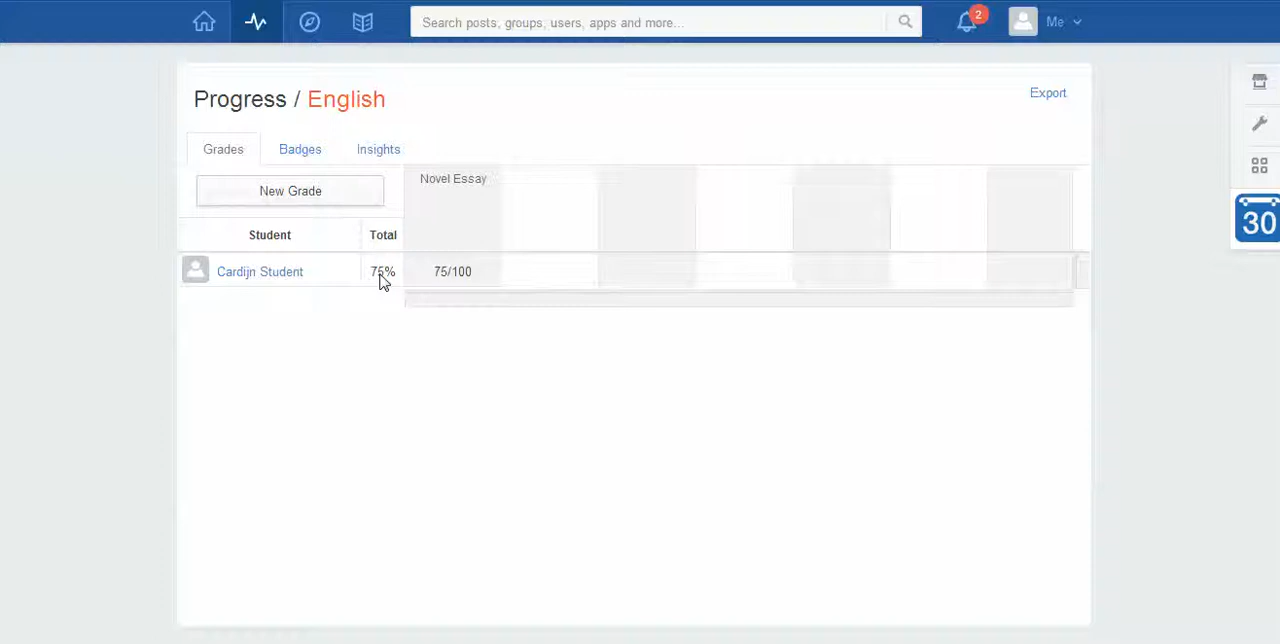 Search posts, groups, users, apps and more...
2
Me
Progress / English
Export
Grades
Badges
Insights
New Grade
Novel Essay
Student
Total
30
Cardijn Student
75%
75/100